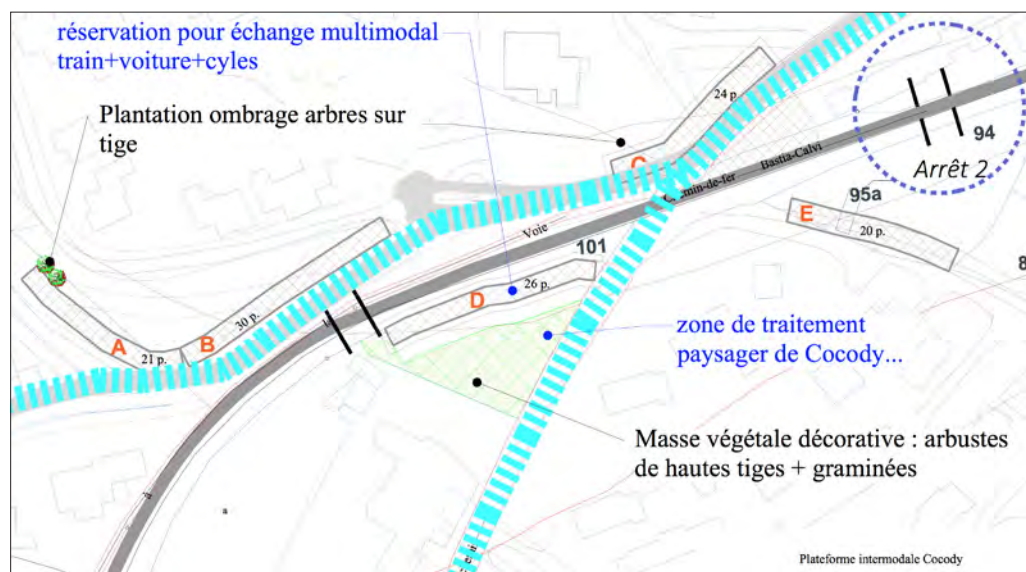 réservation pour échange multimodal
train+voiture+cyles
Plantation ombrage arbres sur
tige
24 p.
C
94
Arrêt 2
Chemin-de-fer
Bastia-Calvi
95a
E
20 p.
Voie
101
26 p.
D
30 p.
A
B
21 p.
8
zone de traitement
paysager de Cocody...
Masse végétale décorative : arbustes
de hautes tiges + graminées
a
Plateforme intermodale Cocody